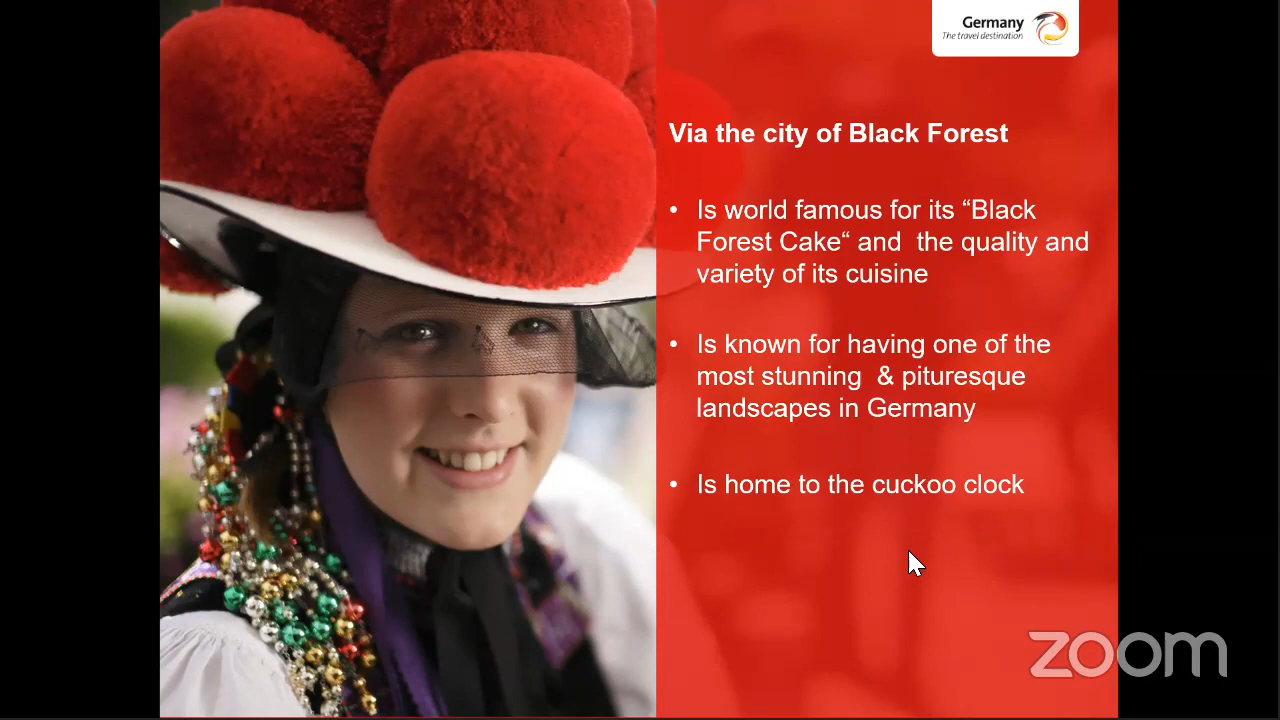 Germany
The travel destination
Via the city of Black Forest
• Is world famous for its “Black
Forest Cake“ and  the quality and
variety of its cuisine
• Is known for having one of the
most stunning  & pituresque
landscapes in Germany
• Is home to the cuckoo clock
zoom